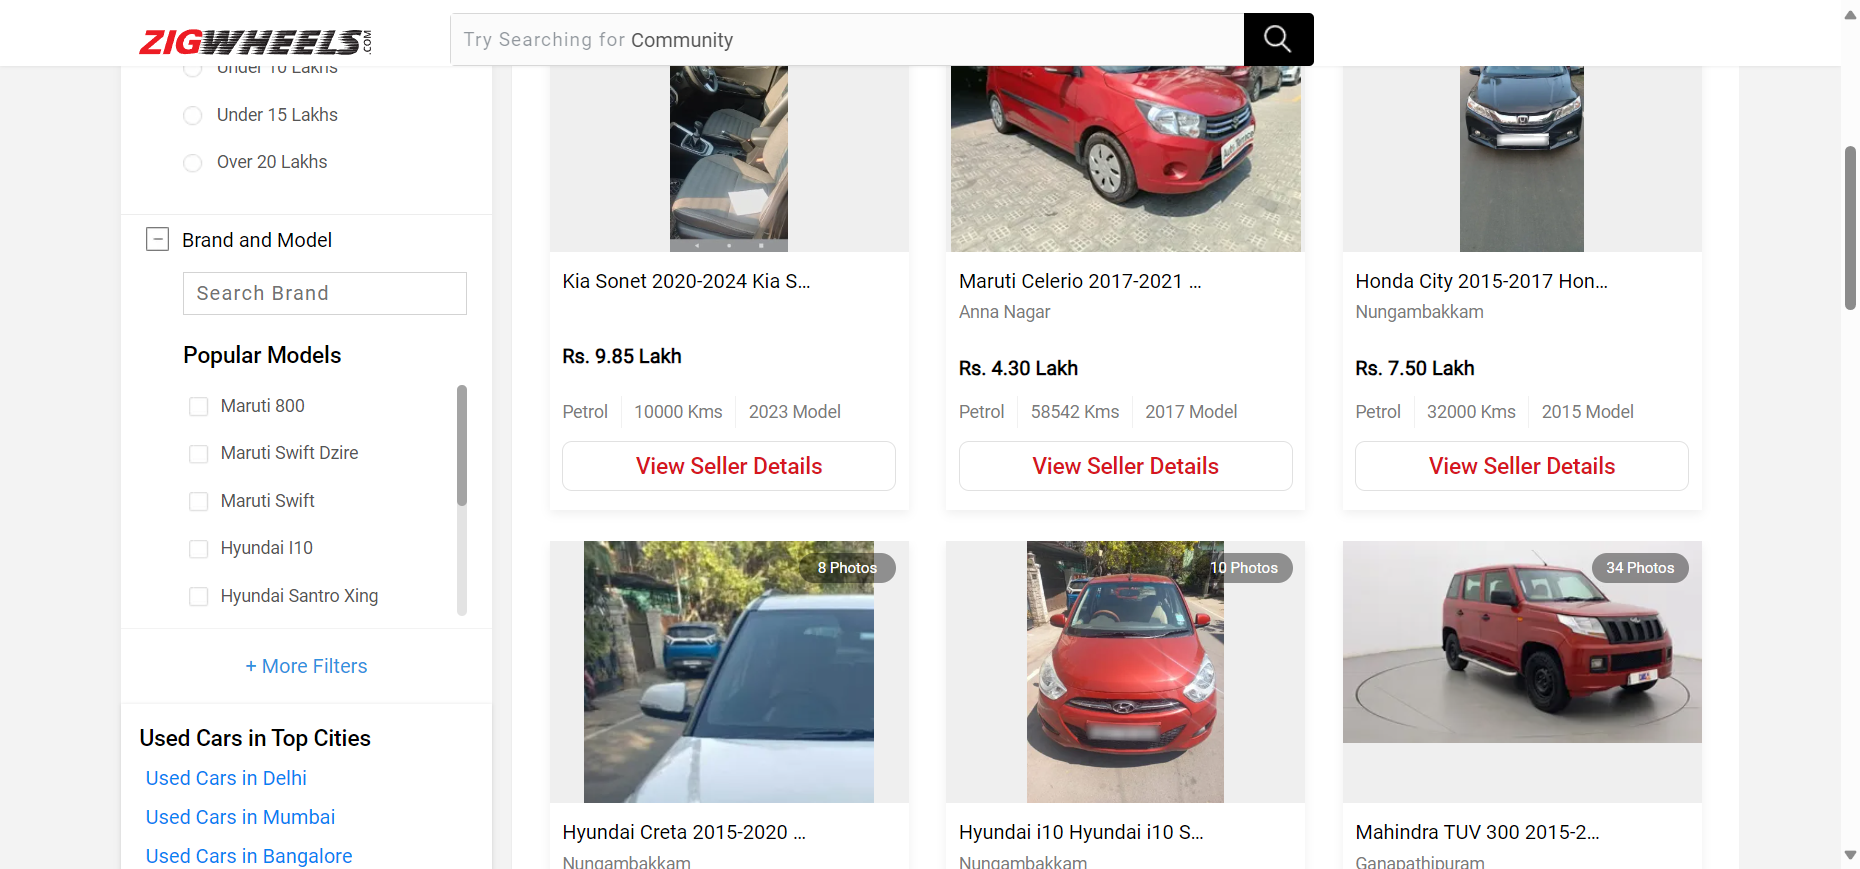 ZIGWHEELS.COM
Try Searching for Community
Under 10 Lakhs
Under 15 Lakhs
Over 20 Lakhs
Brand and Model
Search Brand
Popular Models
Maruti 800
Maruti Swift Dzire
Maruti Swift
Hyundai I10
Hyundai Santro Xing
+ More Filters
Used Cars in Top Cities
Used Cars in Delhi
Used Cars in Mumbai
Used Cars in Bangalore
Kia Sonet 2020-2024 Kia S...
Rs. 9.85 Lakh
Petrol 10000 Kms 2023 Model
View Seller Details
Maruti Celerio 2017-2021 ...
Anna Nagar
Rs. 4.30 Lakh
Petrol 58542 Kms 2017 Model
View Seller Details
Honda City 2015-2017 Hon...
Nungambakkam
Rs. 7.50 Lakh
Petrol 32000 Kms 2015 Model
View Seller Details
8 Photos
Hyundai Creta 2015-2020 ...
Nungambakkam
10 Photos
Hyundai i10 Hyundai i10 S...
Nungambakkam
34 Photos
Mahindra TUV 300 2015-2...
Ganapathipuram